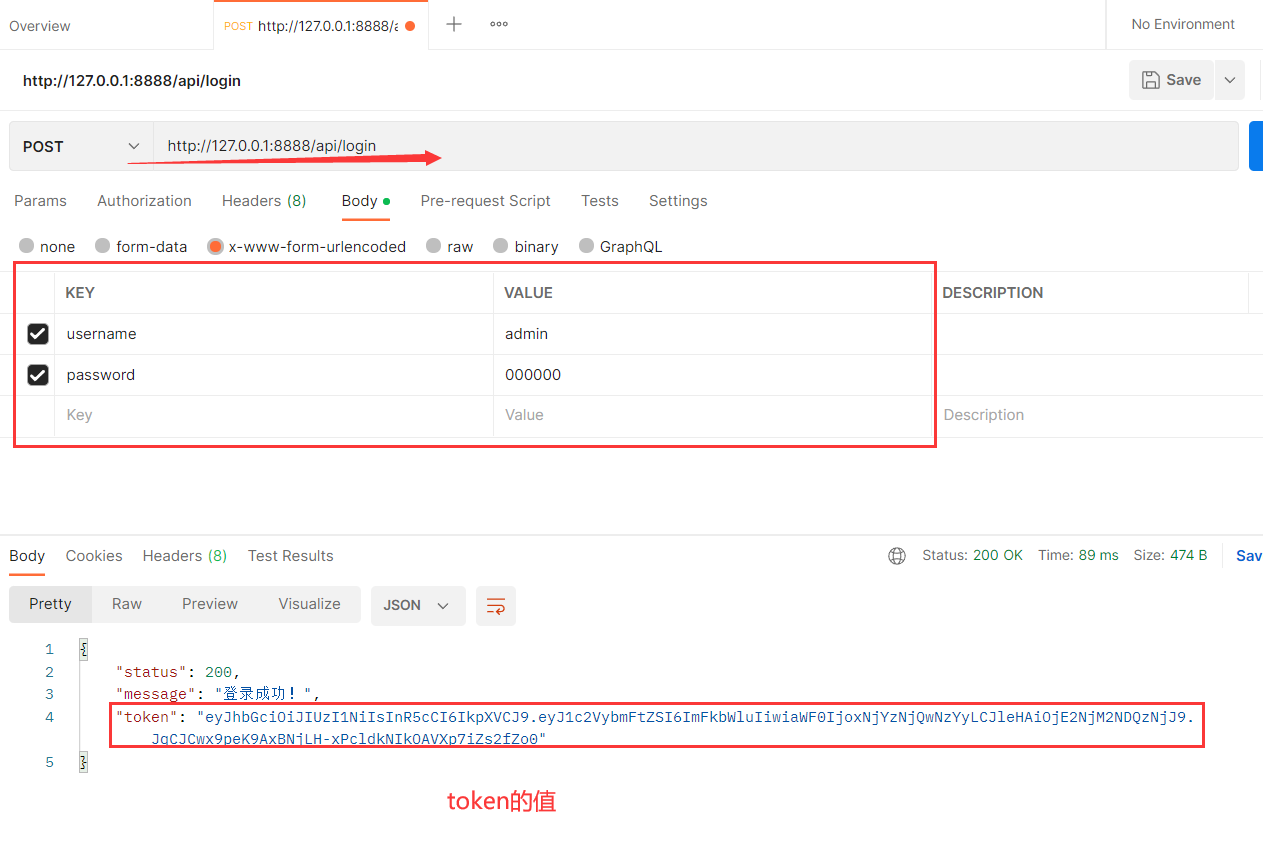 Overview
POST http://127.0.0.1:8888/a
No Environment
http://127.0.0.1:8888/api/login
Save
POST http://127.0.0.1:8888/api/login
Params Authorization Headers (8) Body Pre-request Script Tests Settings
none form-data x-www-form-urlencoded raw binary GraphQL
KEY VALUE DESCRIPTION
username admin
password 000000
Key Value Description
Body Cookies Headers (8) Test Results
Status: 200 OK Time: 89 ms Size: 474 B Sav
Pretty Raw Preview Visualize JSON
1 {
2 "status": 200,
3 "message": "登录成功！",
4 "token": "eyJhbGciOiJIUzI1NiIsInR5cCI6IkpXVCJ9.eyJ1c2VybmFtZSI6ImFkbWluIiwiaWF0IjoxNjYzNjQwNzYyLCJleHAiOjE2NjM2NDQzNjJ9.
JqCJCwx9peK9AxBNjLH-xPcldkNIkOAVXp7iZs2fZo0"
5 }
token的值